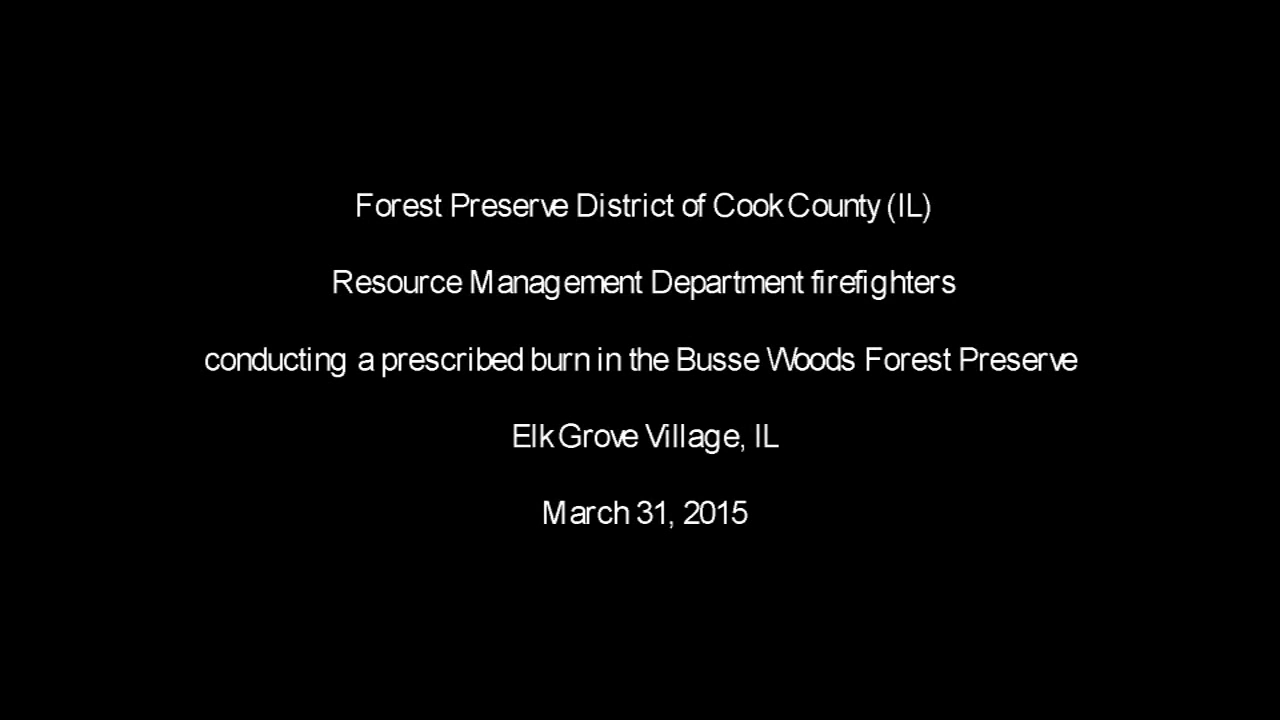 Forest Preserve District of Cook County (IL)
Resource Management Department firefighters
conducting a prescribed burn in the Busse Woods Forest Preserve
Elk Grove Village, IL
March 31, 2015